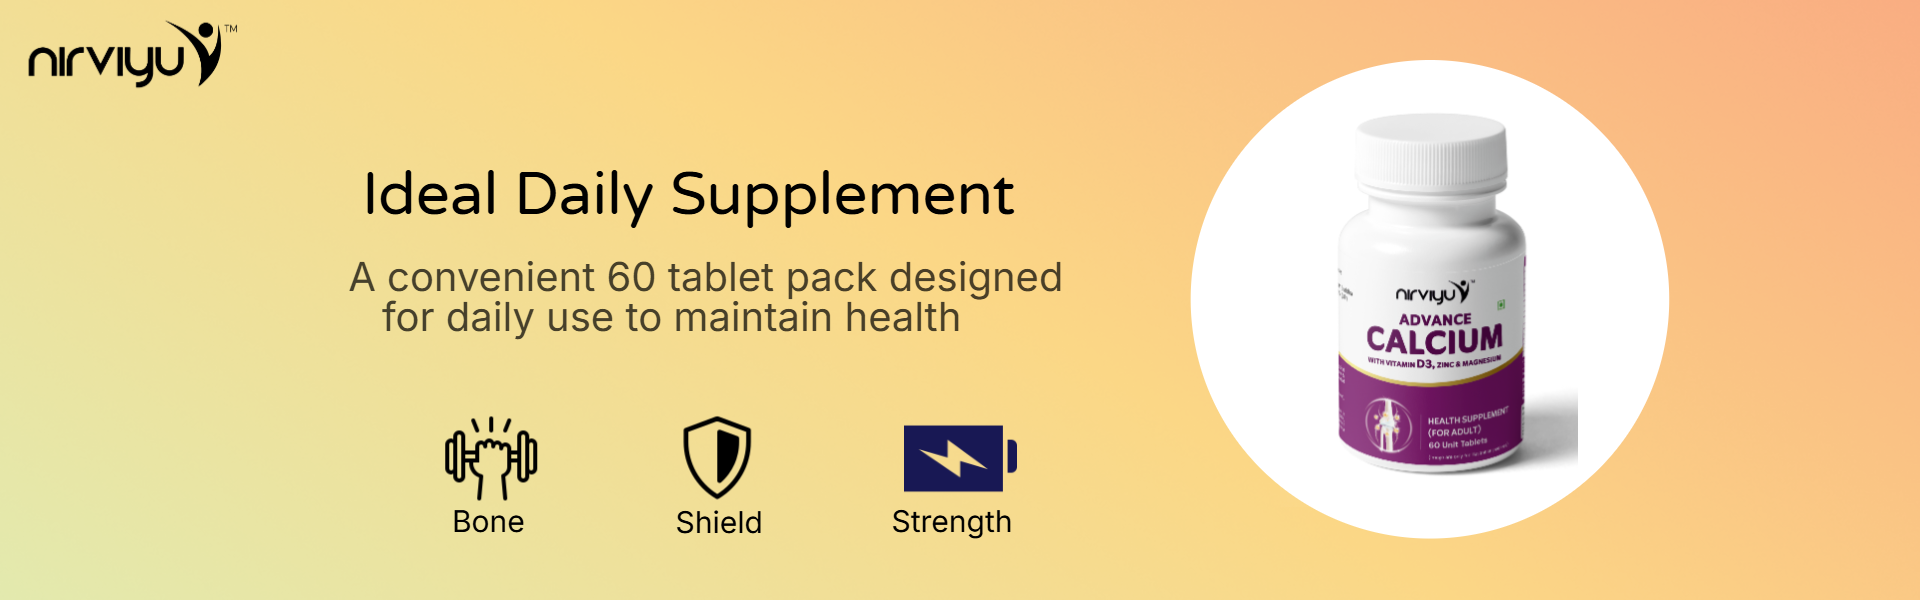 nirviyu TM
Ideal Daily Supplement
A convenient 60 tablet pack designed
for daily use to maintain health
Bone
Shield
Strength
nirviyu
ADVANCE
CALCIUM
WITH VITAMIN D3, ZINC & MAGNESIUM
HEALTH SUPPLEMENT
(FOR ADULT)
60 Unit Tablets